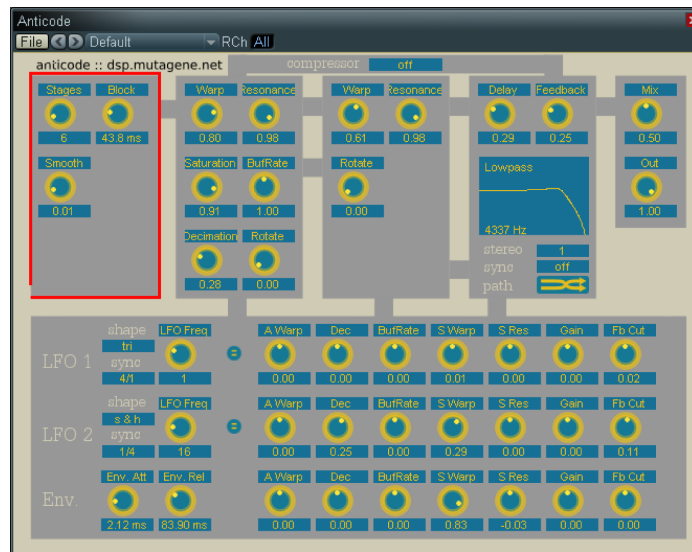 Anticode
File Default RCh All
anticode :: dsp.mutagene.net compressor off
Stages Block Warp Resonance Warp Resonance Delay Feedback Mix
6 43.8 ms 0.80 0.98 0.61 0.98 0.29 0.25 0.50
Smooth Saturation BufRate Rotate Lowpass Out
0.01 0.91 1.00 0.00 1.00
4337 Hz
Decimation Rotate stereo 1
sync off
0.28 0.00 path
shape LFO Freq A Warp Dec BufRate S Warp S Res Gain Fb Cut
tri
LFO 1 sync
4/1 1 0.00 0.00 0.00 0.01 0.00 0.00 0.02
shape LFO Freq A Warp Dec BufRate S Warp S Res Gain Fb Cut
s & h
LFO 2 sync
1/4 16 0.00 0.25 0.00 0.29 0.00 0.00 0.11
Env. Att Env. Rel A Warp Dec BufRate S Warp S Res Gain Fb Cut
Env.
2.12 ms 83.90 ms 0.00 0.00 0.00 0.83 -0.03 0.00 0.00